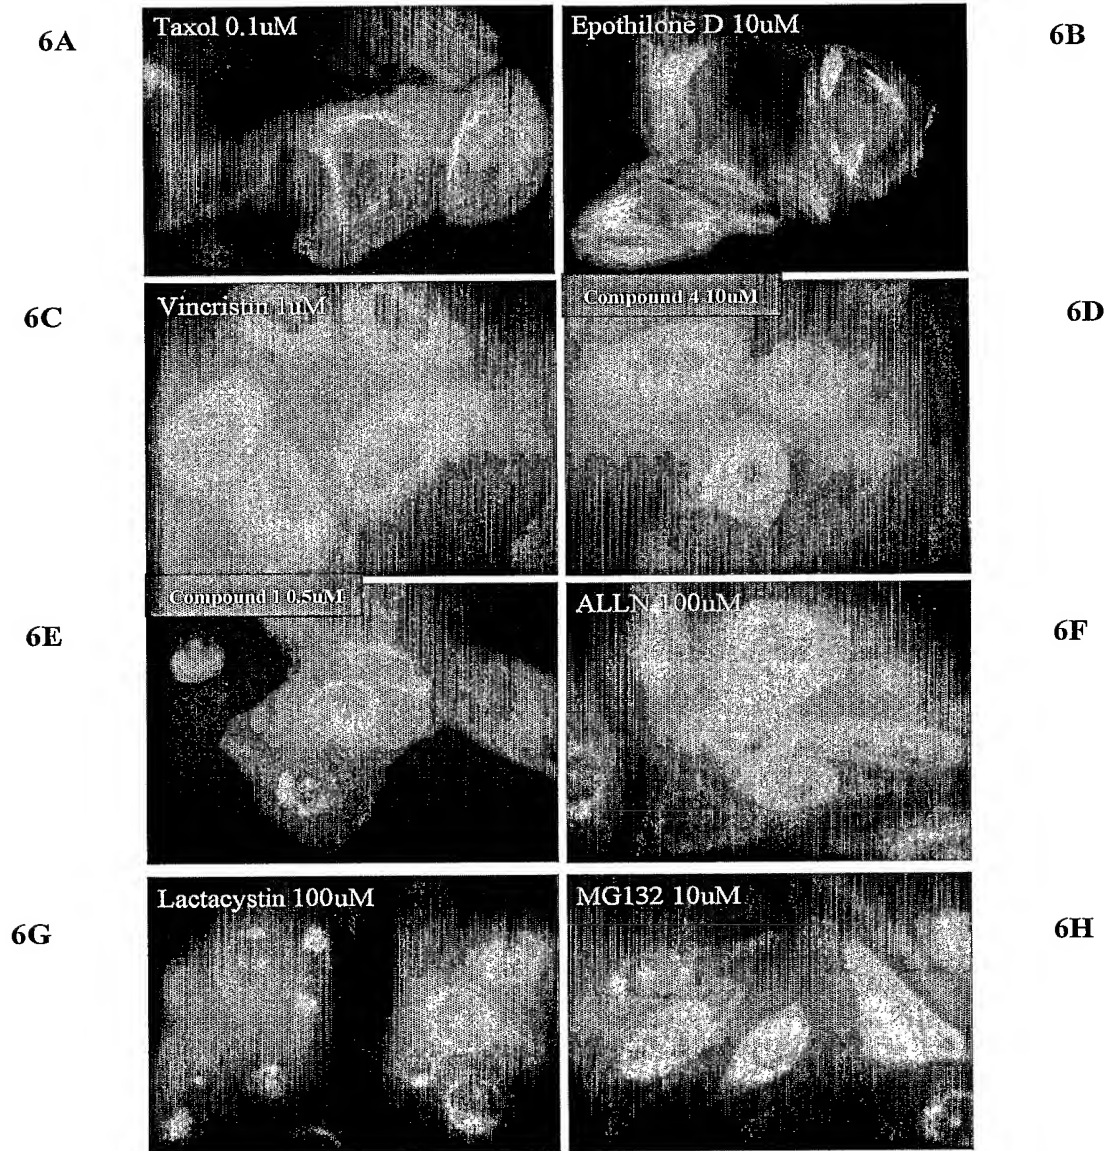 6A
Taxol 0.1uM
Epothilone D 10uM
6B
6C
Vincristin 1uM
Compound 4 10uM
6D
6E
Compound 1 0.5uM
ALLN 100uM
6F
6G
Lactacystin 100uM
MG132 10uM
6H